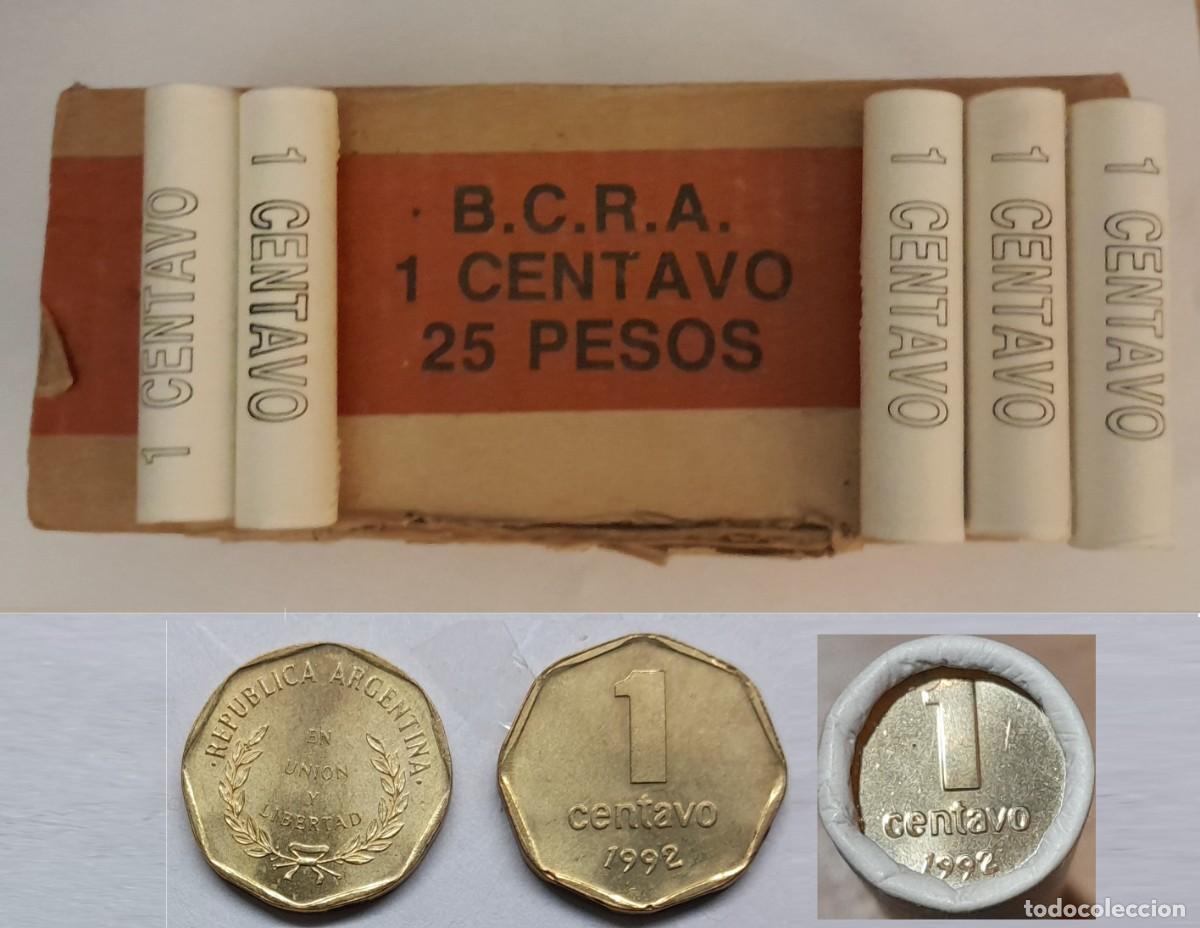 1 CENTAVO
1 CENTAVO
B.C.R.A.
1 CENTAVO
25 PESOS
1 CENTAVO
1 CENTAVO
1 CENTAVO
·REPUBLICA ARGENTINA·
EN
UNION
Y
LIBERTAD
1
centavo
1992
1
centavo
1992
todocoleccion